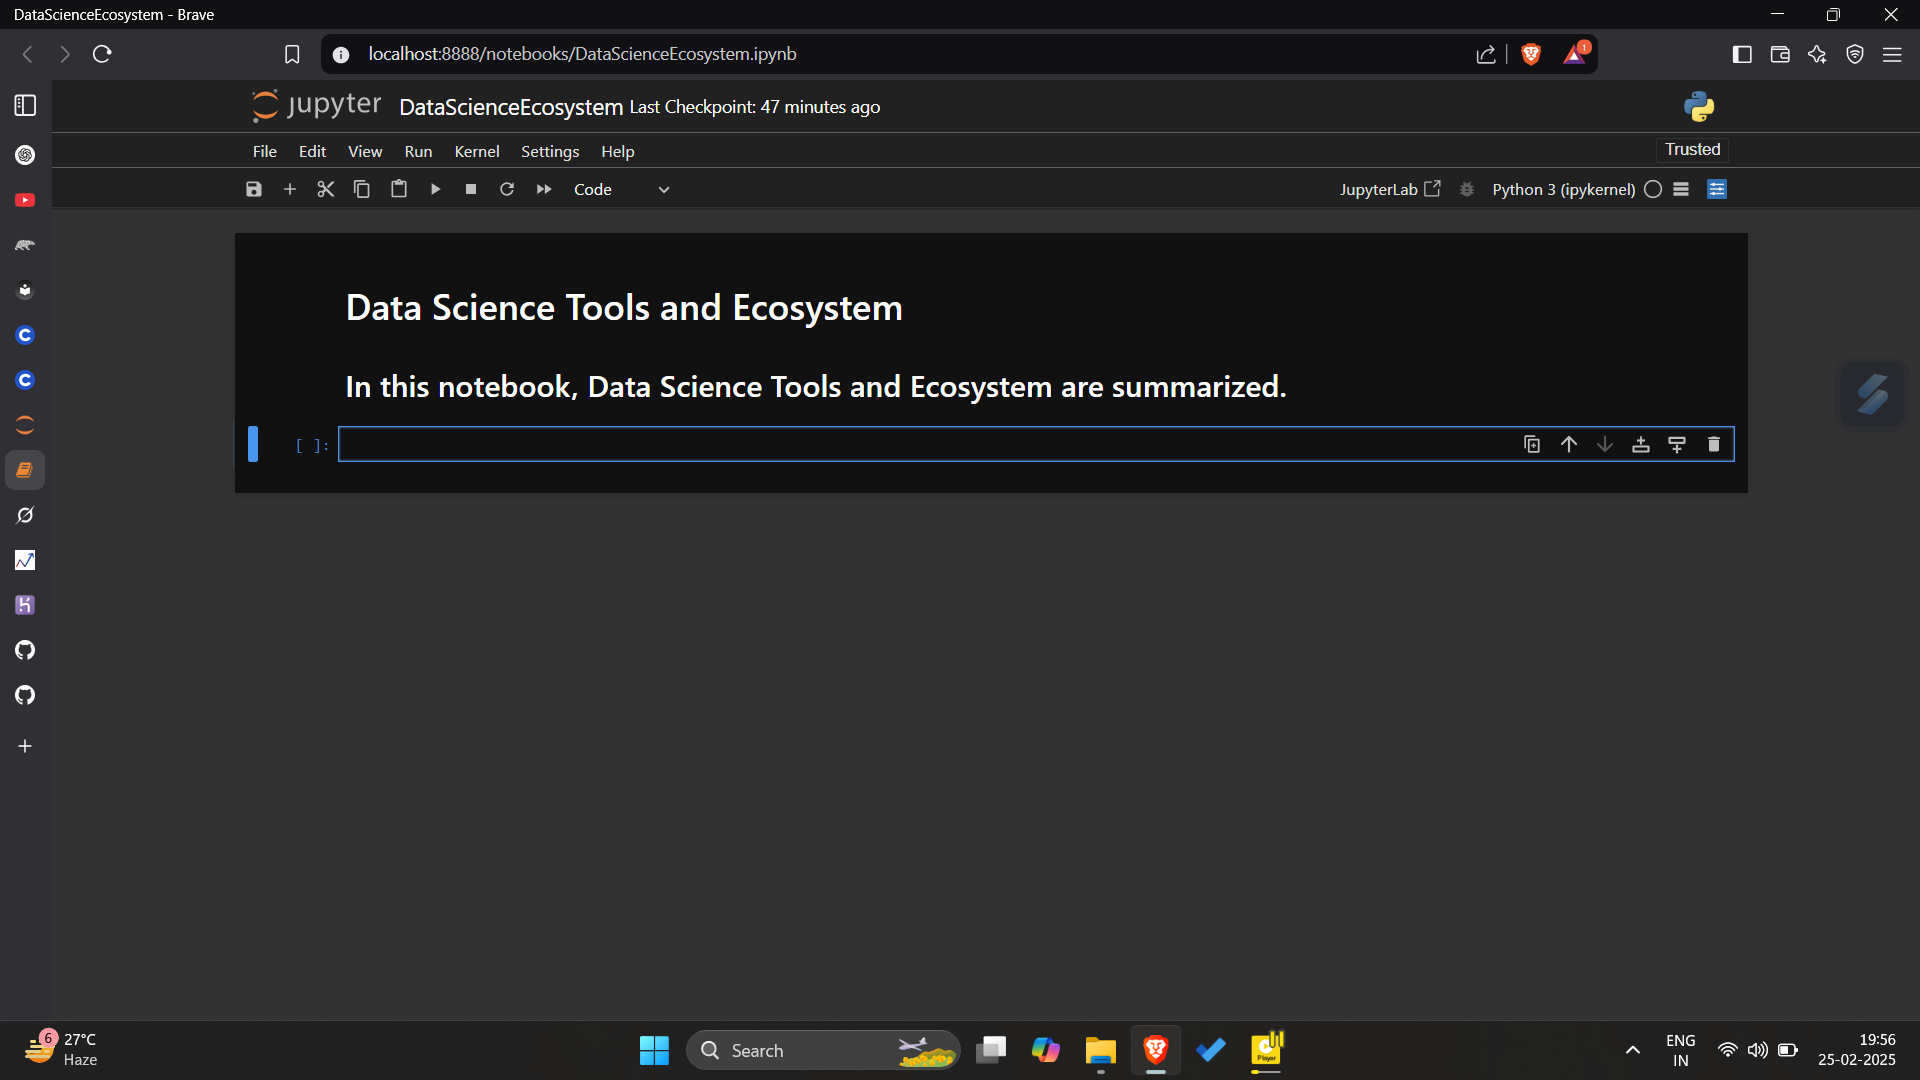 DataScienceEcosystem - Brave
localhost:8888/notebooks/DataScienceEcosystem.ipynb
1
jupyter DataScienceEcosystem Last Checkpoint: 47 minutes ago
File Edit View Run Kernel Settings Help
Trusted
Code
JupyterLab
Python 3 (ipykernel)
Data Science Tools and Ecosystem
In this notebook, Data Science Tools and Ecosystem are summarized.
[ ]:
6
27°C
Haze
Search
Player
ENG
IN
19:56
25-02-2025